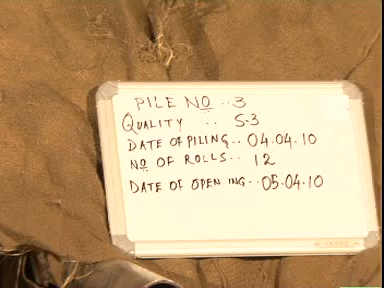 PILE NO .. 3
QUALITY .. S.3
DATE OF PILING .. 04.04.10
NO OF ROLLS .. 12
DATE OF OPENING .. 05.04.10